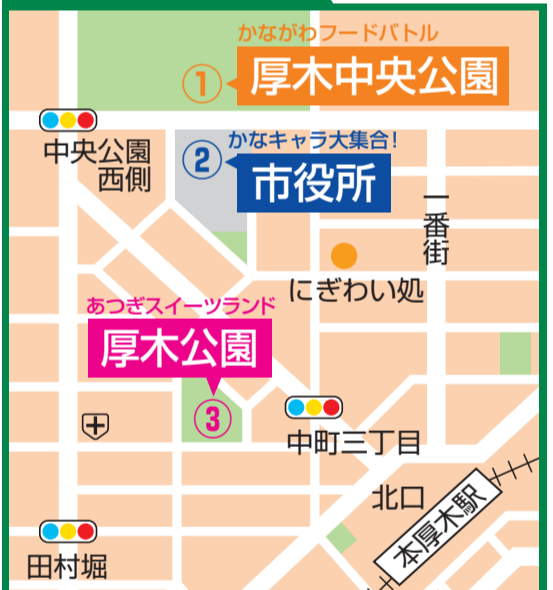 かながわフードバトル
① 厚木中央公園
中央公園
西側
かなキャラ大集合!
② 市役所
一番街
にぎわい処
あつぎスイーツランド
厚木公園
③
中町三丁目
北口
本厚木駅
田村堀